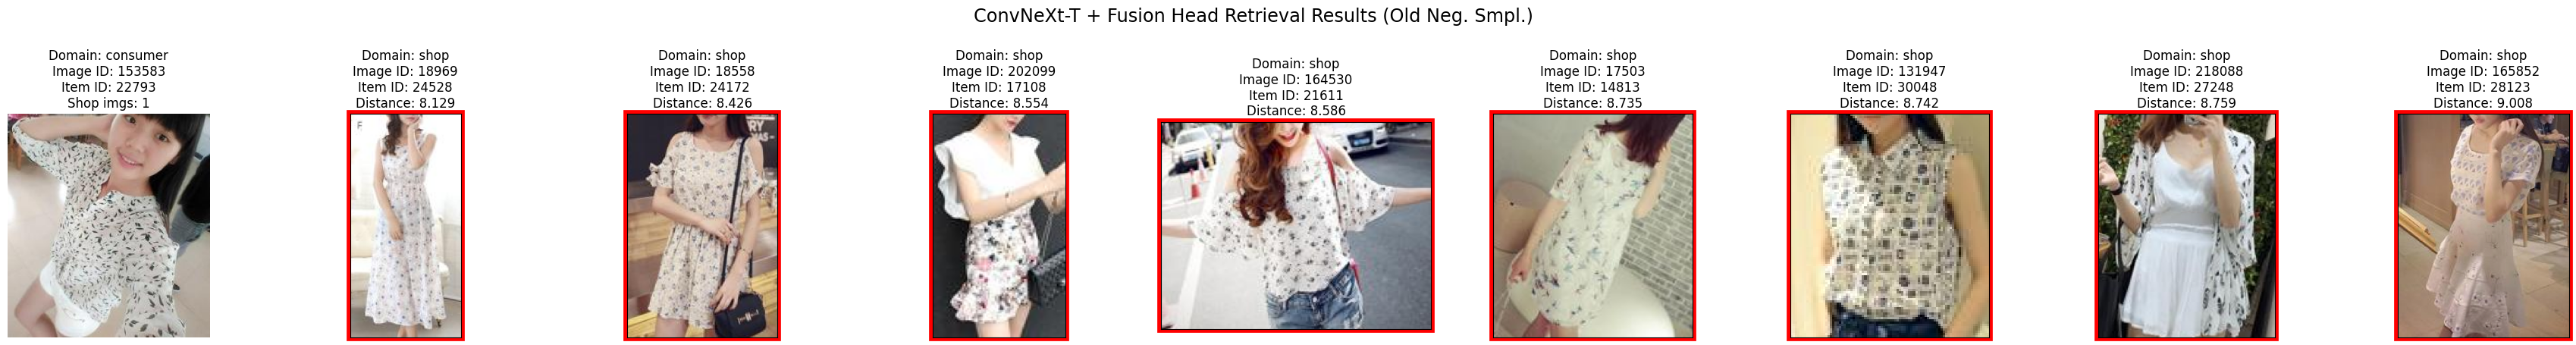 ConvNeXt-T + Fusion Head Retrieval Results (Old Neg. Smpl.)
Domain: consumer
Image ID: 153583
Item ID: 22793
Shop imgs: 1
Domain: shop
Image ID: 18969
Item ID: 24528
Distance: 8.129
Domain: shop
Image ID: 18558
Item ID: 24172
Distance: 8.426
Domain: shop
Image ID: 202099
Item ID: 17108
Distance: 8.554
Domain: shop
Image ID: 164530
Item ID: 21611
Distance: 8.586
Domain: shop
Image ID: 17503
Item ID: 14813
Distance: 8.735
Domain: shop
Image ID: 131947
Item ID: 30048
Distance: 8.742
Domain: shop
Image ID: 218088
Item ID: 27248
Distance: 8.759
Domain: shop
Image ID: 165852
Item ID: 28123
Distance: 9.008
F